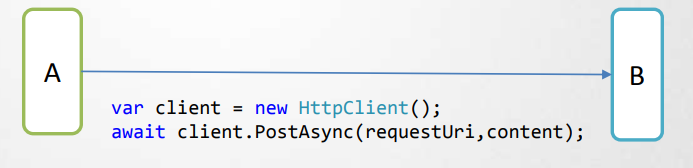 A
B
var client = new HttpClient();
await client.PostAsync(requestUri,content);